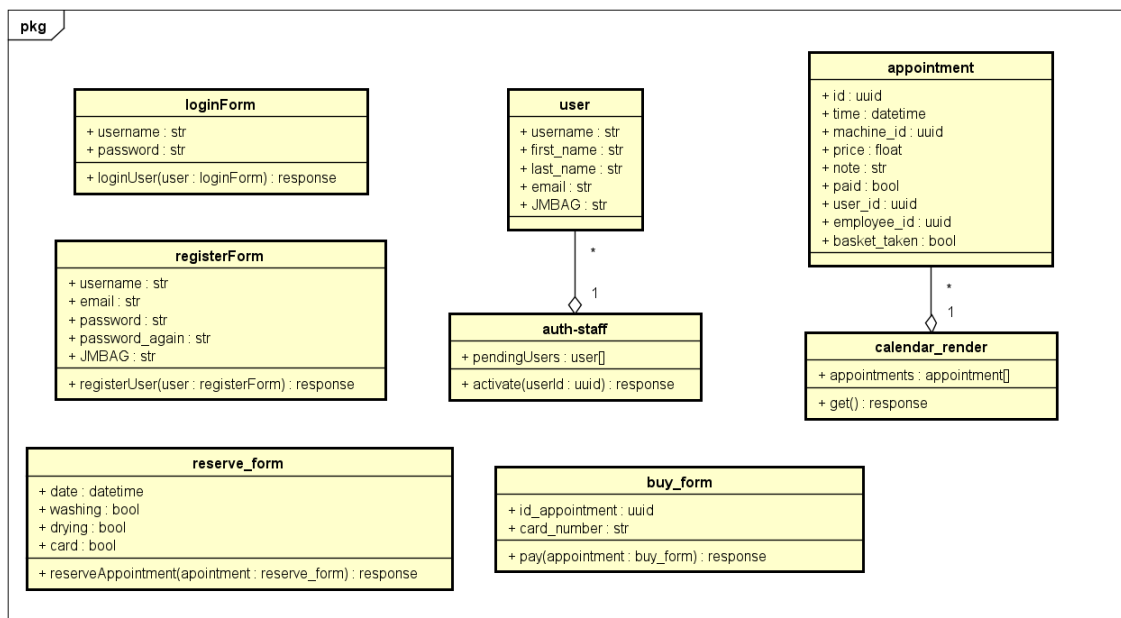 pkg
loginForm
+ username : str
+ password : str
+ loginUser(user : loginForm) : response
user
+ username : str
+ first_name : str
+ last_name : str
+ email : str
+ JMBAG : str
appointment
+ id : uuid
+ time : datetime
+ machine_id : uuid
+ price : float
+ note : str
+ paid : bool
+ user_id : uuid
+ employee_id : uuid
+ basket_taken : bool
registerForm
+ username : str
+ email : str
+ password : str
+ password_again : str
+ JMBAG : str
+ registerUser(user : registerForm) : response
*
1
auth-staff
+ pendingUsers : user[]
+ activate(userId : uuid) : response
*
1
calendar_render
+ appointments : appointment[]
+ get() : response
reserve_form
+ date : datetime
+ washing : bool
+ drying : bool
+ card : bool
+ reserveAppointment(apointment : reserve_form) : response
buy_form
+ id_appointment : uuid
+ card_number : str
+ pay(appointment : buy_form) : response